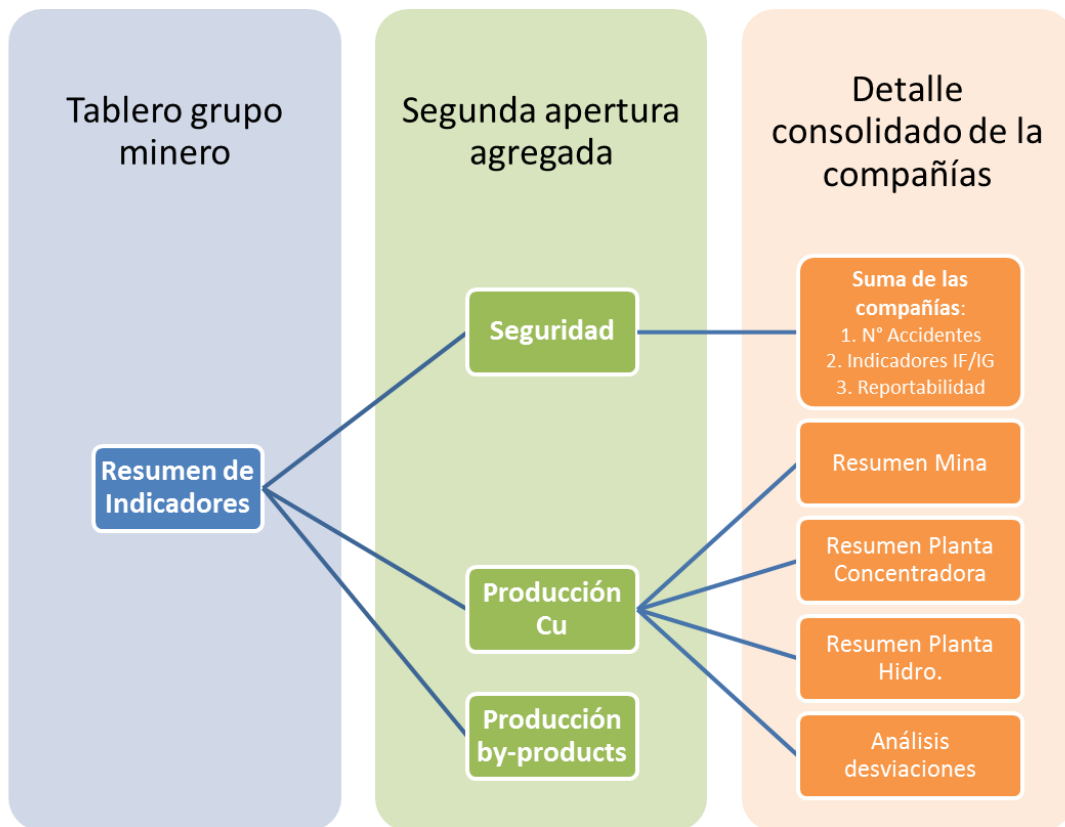 Tablero grupo
minero
Segunda apertura
agregada
Detalle
consolidado de la
compañías
Resumen de
Indicadores
Seguridad
Producción
Cu
Producción
by-products
Suma de las
compañías:
1. N° Accidentes
2. Indicadores IF/IG
3. Reportabilidad
Resumen Mina
Resumen Planta
Concentradora
Resumen Planta
Hidro.
Análisis
desviaciones